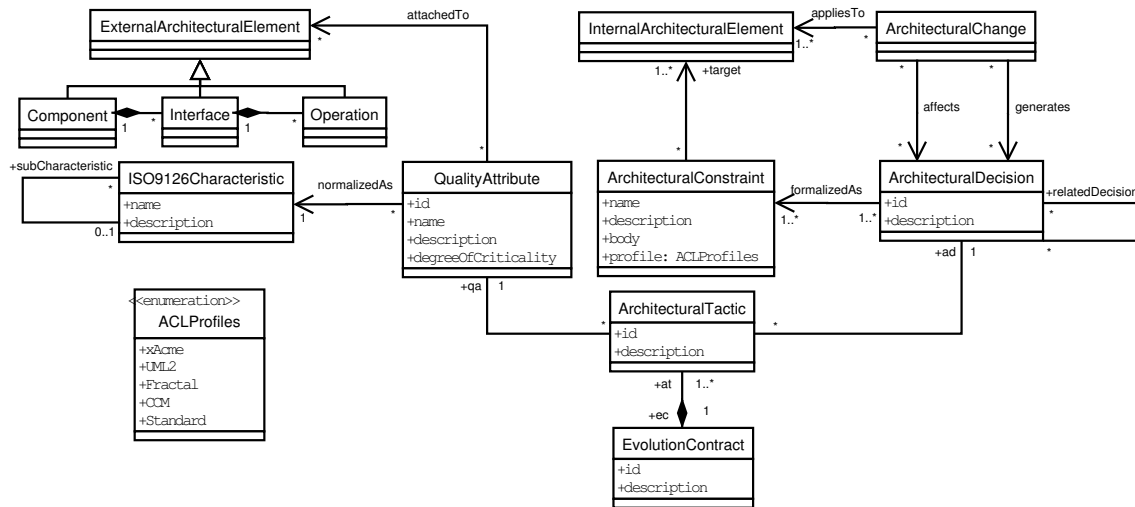 ExternalArchitecturalElement
attachedTo
*
InternalArchitecturalElement
appliesTo
1..*
*
ArchitecturalChange
1..*
+target
*
*
affects
generates
Component
1
*
Interface
1
*
Operation
+subCharacteristic
*
0..1
ISO9126Characteristic
+name
+description
normalizedAs
1
*
*
QualityAttribute
+id
+name
+description
+degreeOfCriticality
*
ArchitecturalConstraint
+name
+description
+body
+profile: ACLProfiles
formalizedAs
1..*
1..*
*
*
ArchitecturalDecision
+id
+description
+relatedDecision
*
*
+qa
1
+ad
1
<<enumeration>>
ACLProfiles
+xAcme
+UML2
+Fractal
+CCM
+Standard
*
ArchitecturalTactic
+id
+description
*
+at
1..*
+ec
1
EvolutionContract
+id
+description